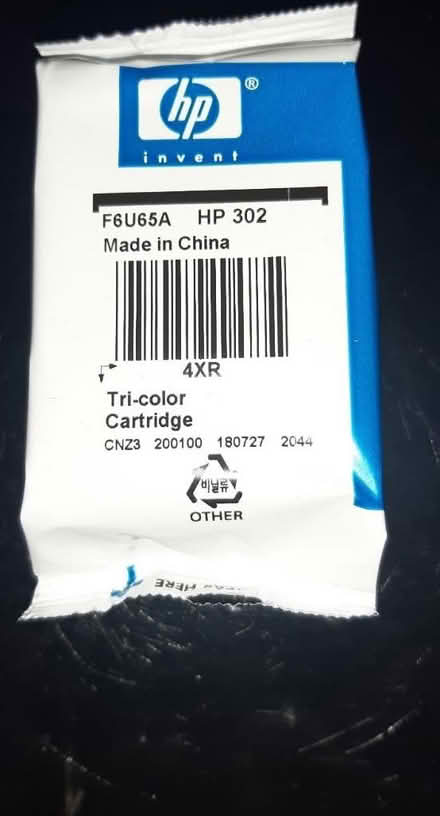 hp ®
invent
F6U65A HP 302
Made in China
4XR
Tri-color
Cartridge
CNZ3 200100 180727 2044
비닐류
OTHER
HERE